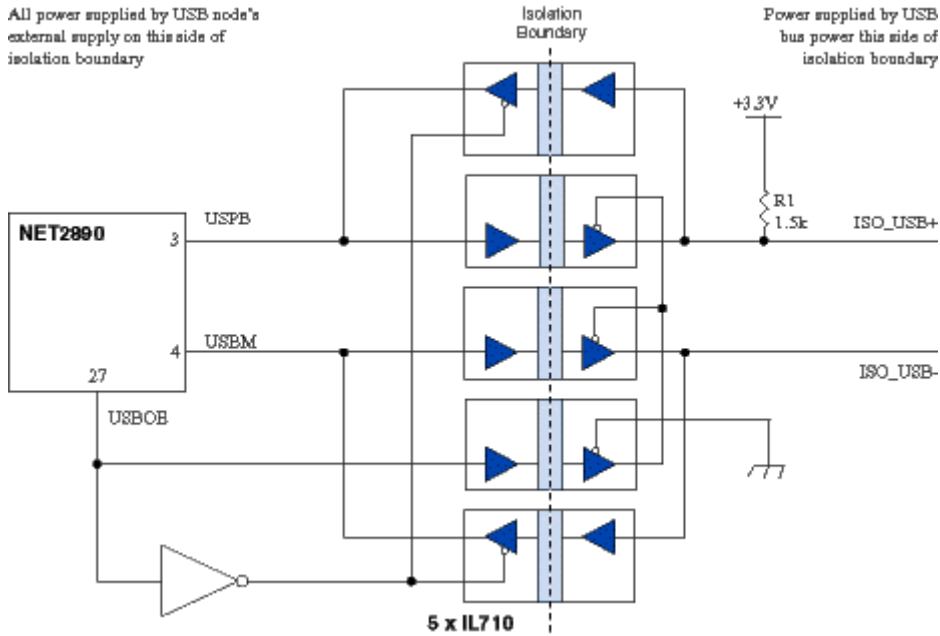 All power supplied by USB node's
external supply on this side of
isolation boundary
Isolation
Boundary
Power supplied by USB
bus power this side of
isolation boundary
+3.3V
R1
1.5k
ISO_USB+
NET2890
3
USPB
4
USBM
27
USBOE
ISO_USB-
5 x IL710